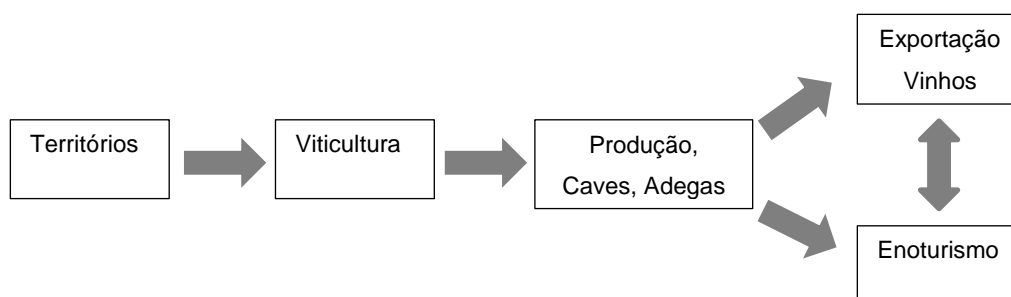 Territórios
Viticultura
Produção,
Caves, Adegas
Exportação
Vinhos
Enoturismo